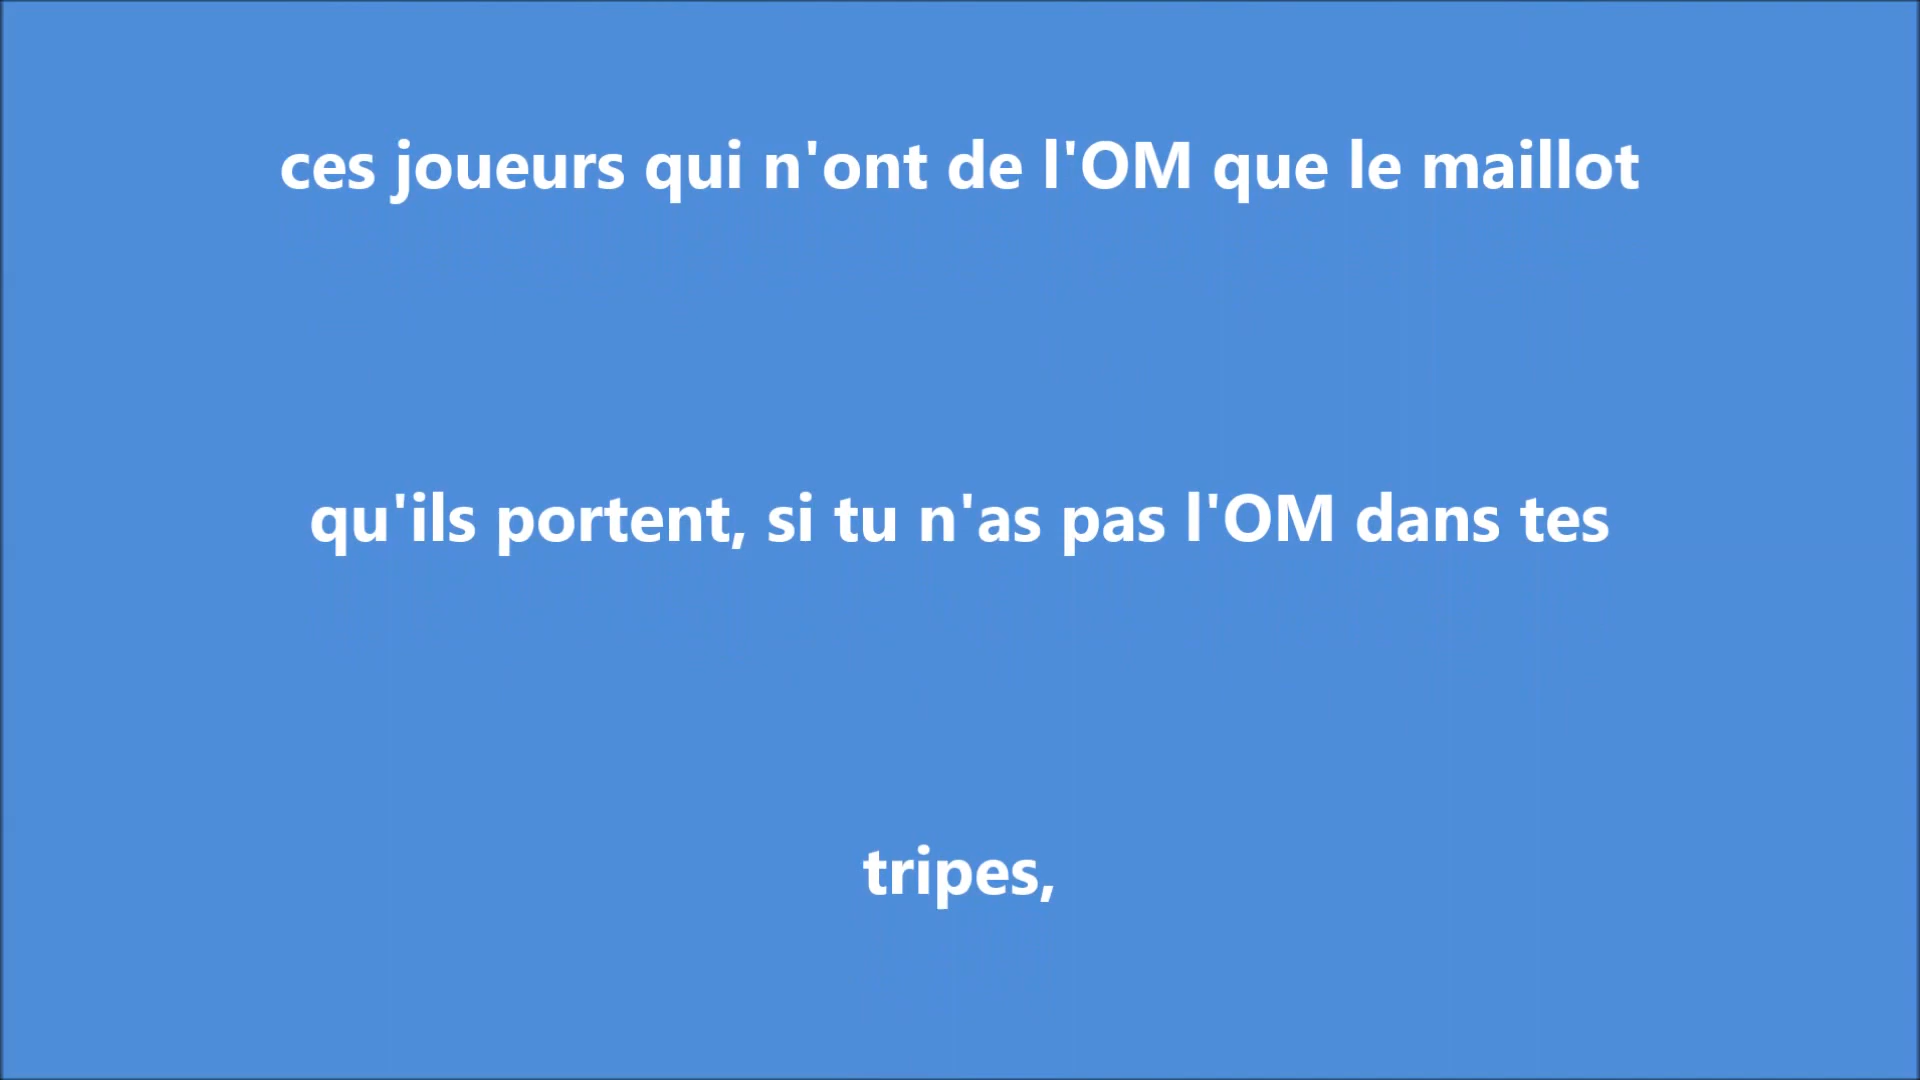 ces joueurs qui n'ont de l'OM que le maillot
qu'ils portent, si tu n'as pas l'OM dans tes
tripes,